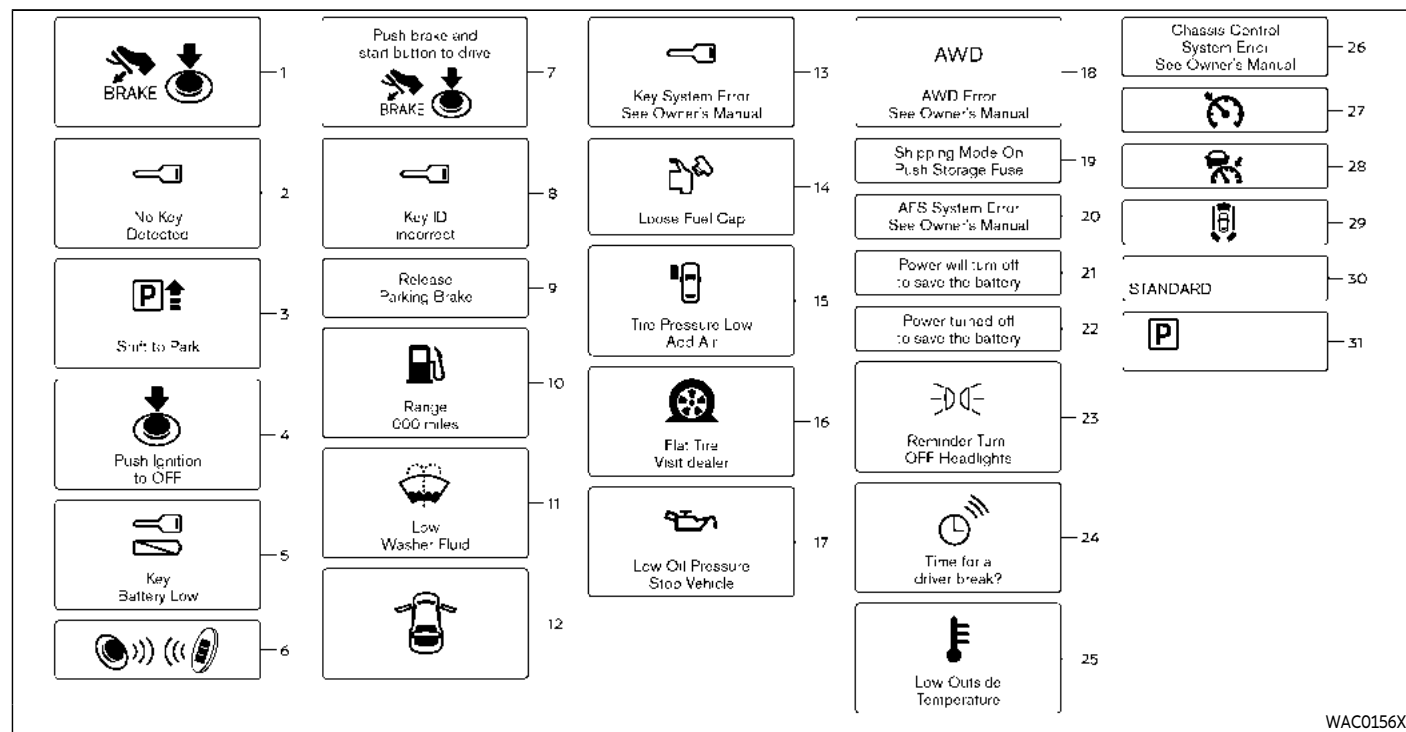 BRAKE
1
No Key
Detected
2
P
Shift to Park
3
Push Ignition
to OFF
4
Key
Battery Low
5
6
Push brake and
start button to drive
BRAKE
7
Key ID
Incorrect
8
Release
Parking Brake
9
Range
000 miles
10
Low
Washer Fluid
11
12
Key System Error
See Owner's Manual
13
Loose Fuel Cap
14
Tire Pressure Low
Add Air
15
Flat Tire
Visit dealer
16
Low Oil Pressure
Stop Vehicle
17
AWD
AWD Error
See Owner's Manual
18
Shipping Mode On
Push Storage Fuse
19
AFS System Error
See Owner's Manual
20
Power will turn off
to save the battery
21
Power turned off
to save the battery
22
Reminder Turn
OFF Headlights
23
Time for a
driver break?
24
Low Outside
Temperature
25
Chassis Control
System Error
See Owner's Manual
26
27
28
29
STANDARD
30
P
31
WAC0156X